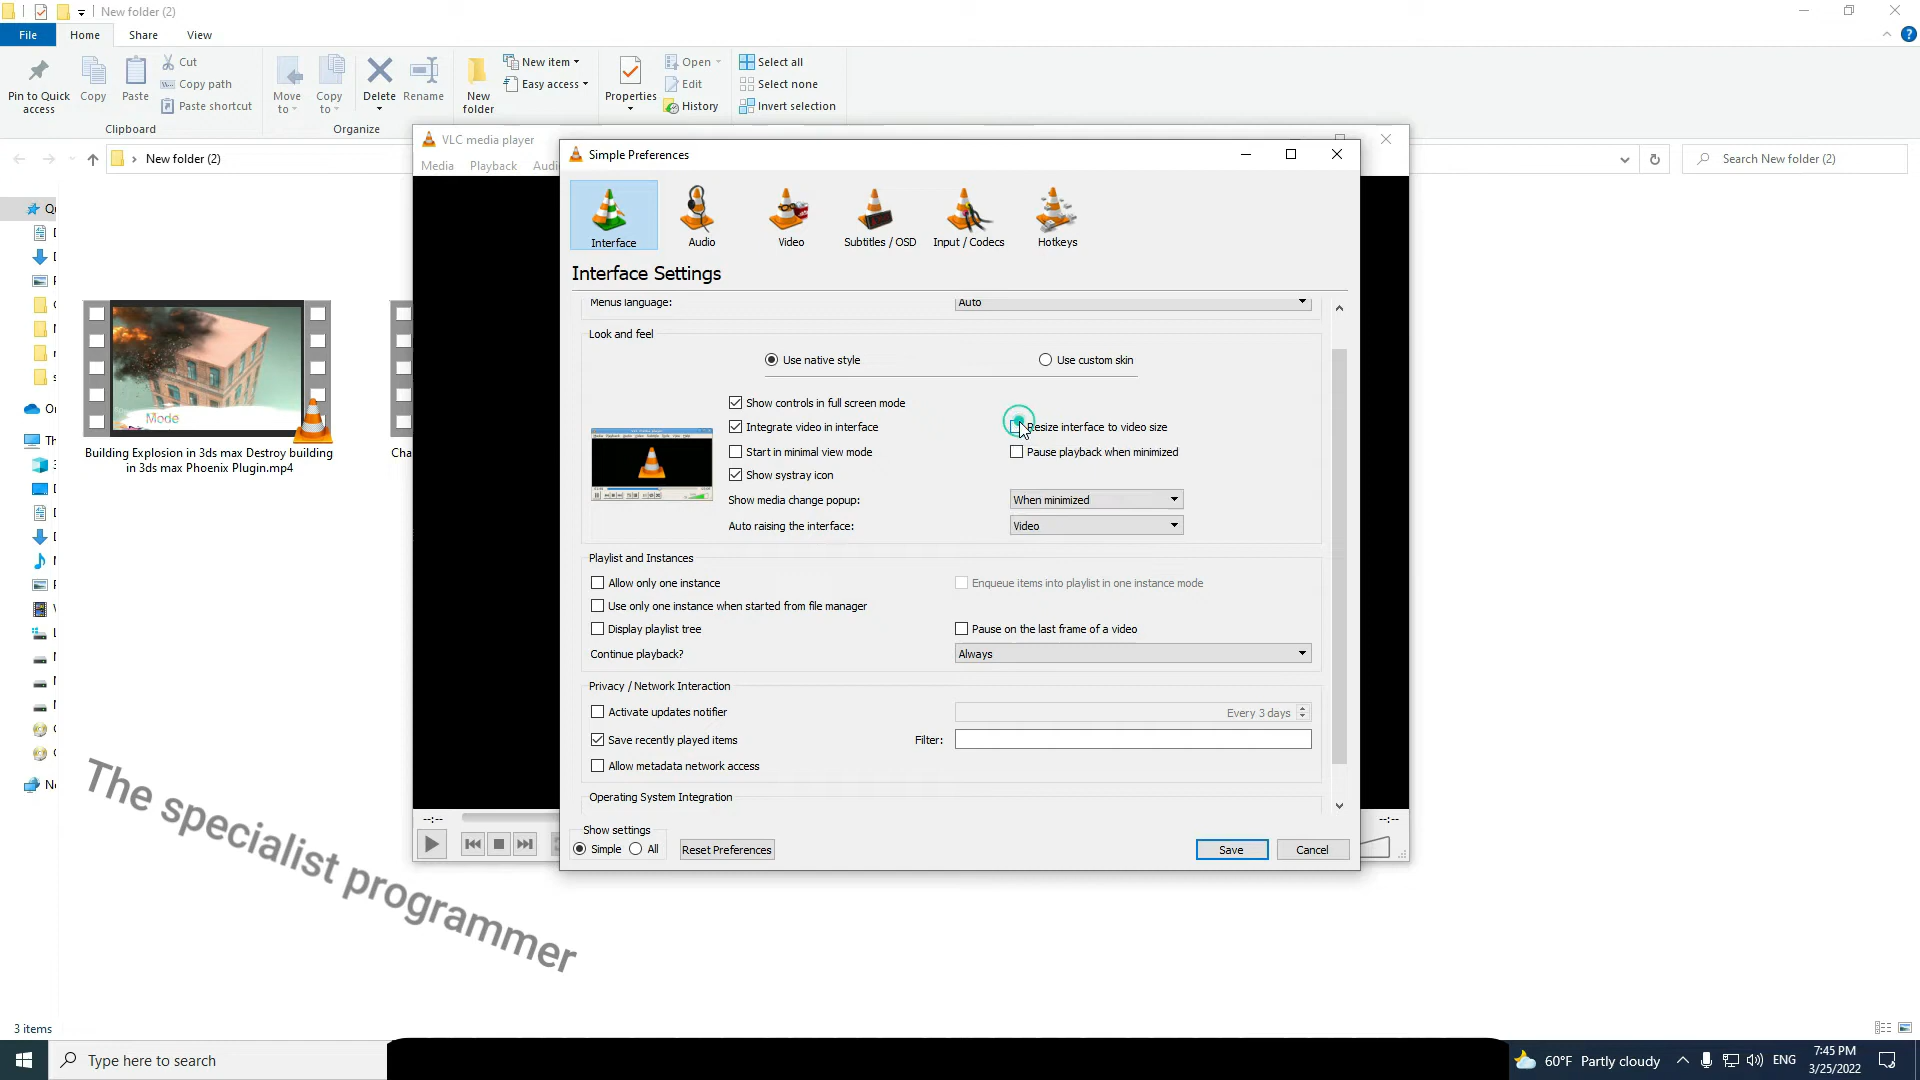 New folder (2)
File
Home
Share
View
Pin to Quick access
Copy
Paste
Cut
Copy path
Paste shortcut
Clipboard
Move to
Copy to
Delete
Rename
Organize
New folder
New item
Easy access
Properties
Open
Edit
History
Select all
Select none
Invert selection
New folder (2)
Search New folder (2)
VLC media player
Media
Playback
Simple Preferences
Interface
Audio
Video
Subtitles / OSD
Input / Codecs
Hotkeys
Interface Settings
Menus language:
Auto
Look and feel
Use native style
Use custom skin
Show controls in full screen mode
Integrate video in interface
Resize interface to video size
Start in minimal view mode
Pause playback when minimized
Show systray icon
Show media change popup:
When minimized
Auto raising the interface:
Video
Playlist and Instances
Allow only one instance
Enqueue items into playlist in one instance mode
Use only one instance when started from file manager
Display playlist tree
Pause on the last frame of a video
Continue playback?
Always
Privacy / Network Interaction
Activate updates notifier
Every 3 days
Save recently played items
Filter:
Allow metadata network access
Operating System Integration
Show settings
Simple
All
Reset Preferences
Save
Cancel
--:--
--:--
Mode
Building Explosion in 3ds max Destroy building
in 3ds max Phoenix Plugin.mp4
The specialist programmer
3 items
Type here to search
60°F Partly cloudy
ENG
7:45 PM
3/25/2022